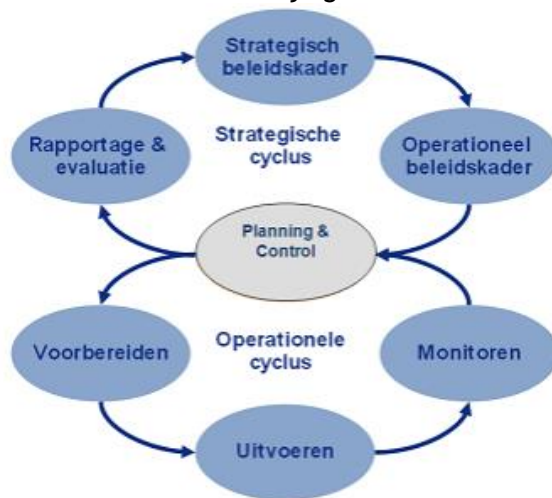 Strategisch
beleidskader
Rapportage &
evaluatie
Strategische
cyclus
Operationeel
beleidskader
Planning &
Control
Voorbereiden
Operationele
cyclus
Monitoren
Uitvoeren